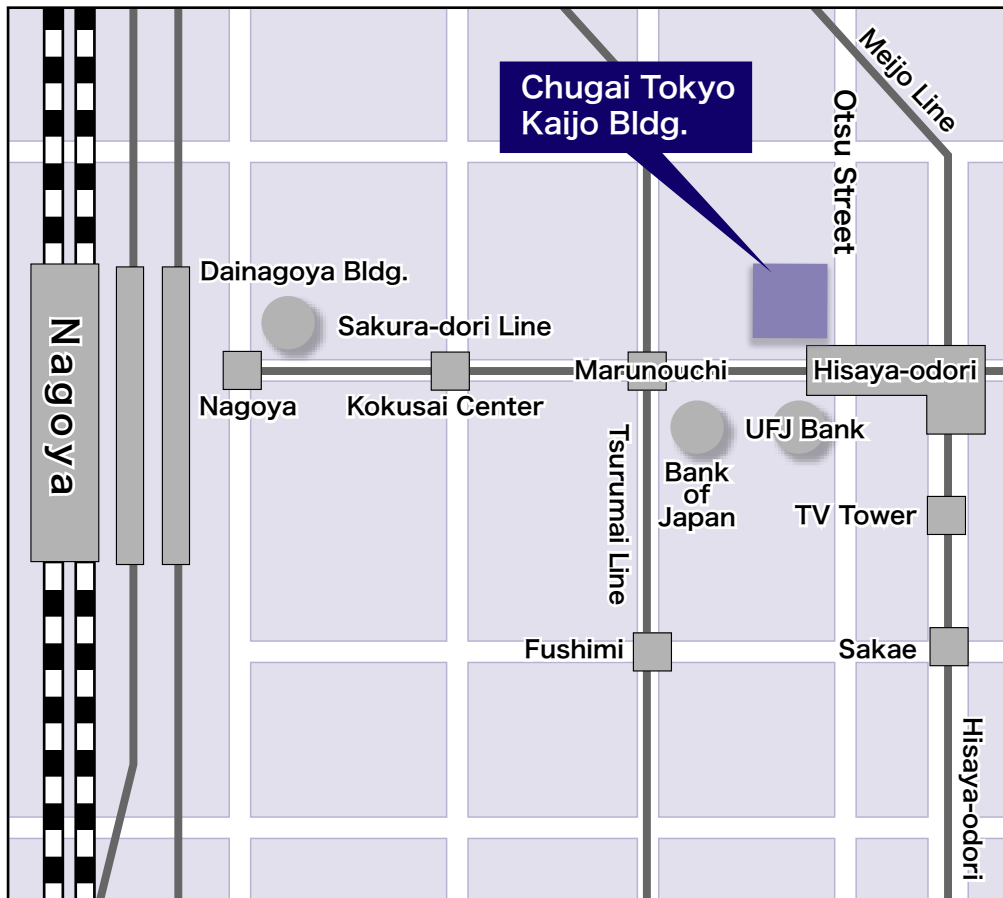 Meijo Line
Chugai Tokyo
Kaijo Bldg.
Otsu Street
Dainagoya Bldg.
Nagoya
Sakura-dori Line
Marunouchi
Hisaya-odori
Nagoya
Kokusai Center
Tsurumai Line
UFJ Bank
Bank
of
Japan
TV Tower
Fushimi
Sakae
Hisaya-odori